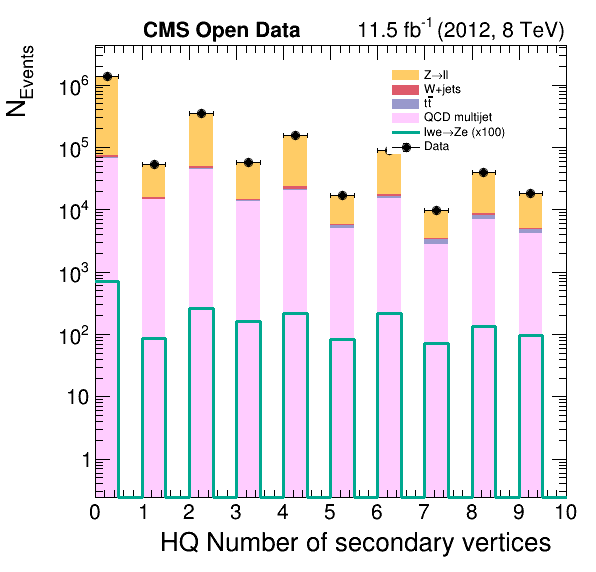 CMS Open Data 11.5 fb⁻¹ (2012, 8 TeV)
N_Events
10⁶
10⁵
10⁴
10³
10²
10
1
Z→ll
W+jets
tt̄
QCD multijet
lwe→Ze (x100)
Data
0 1 2 3 4 5 6 7 8 9 10
HQ Number of secondary vertices